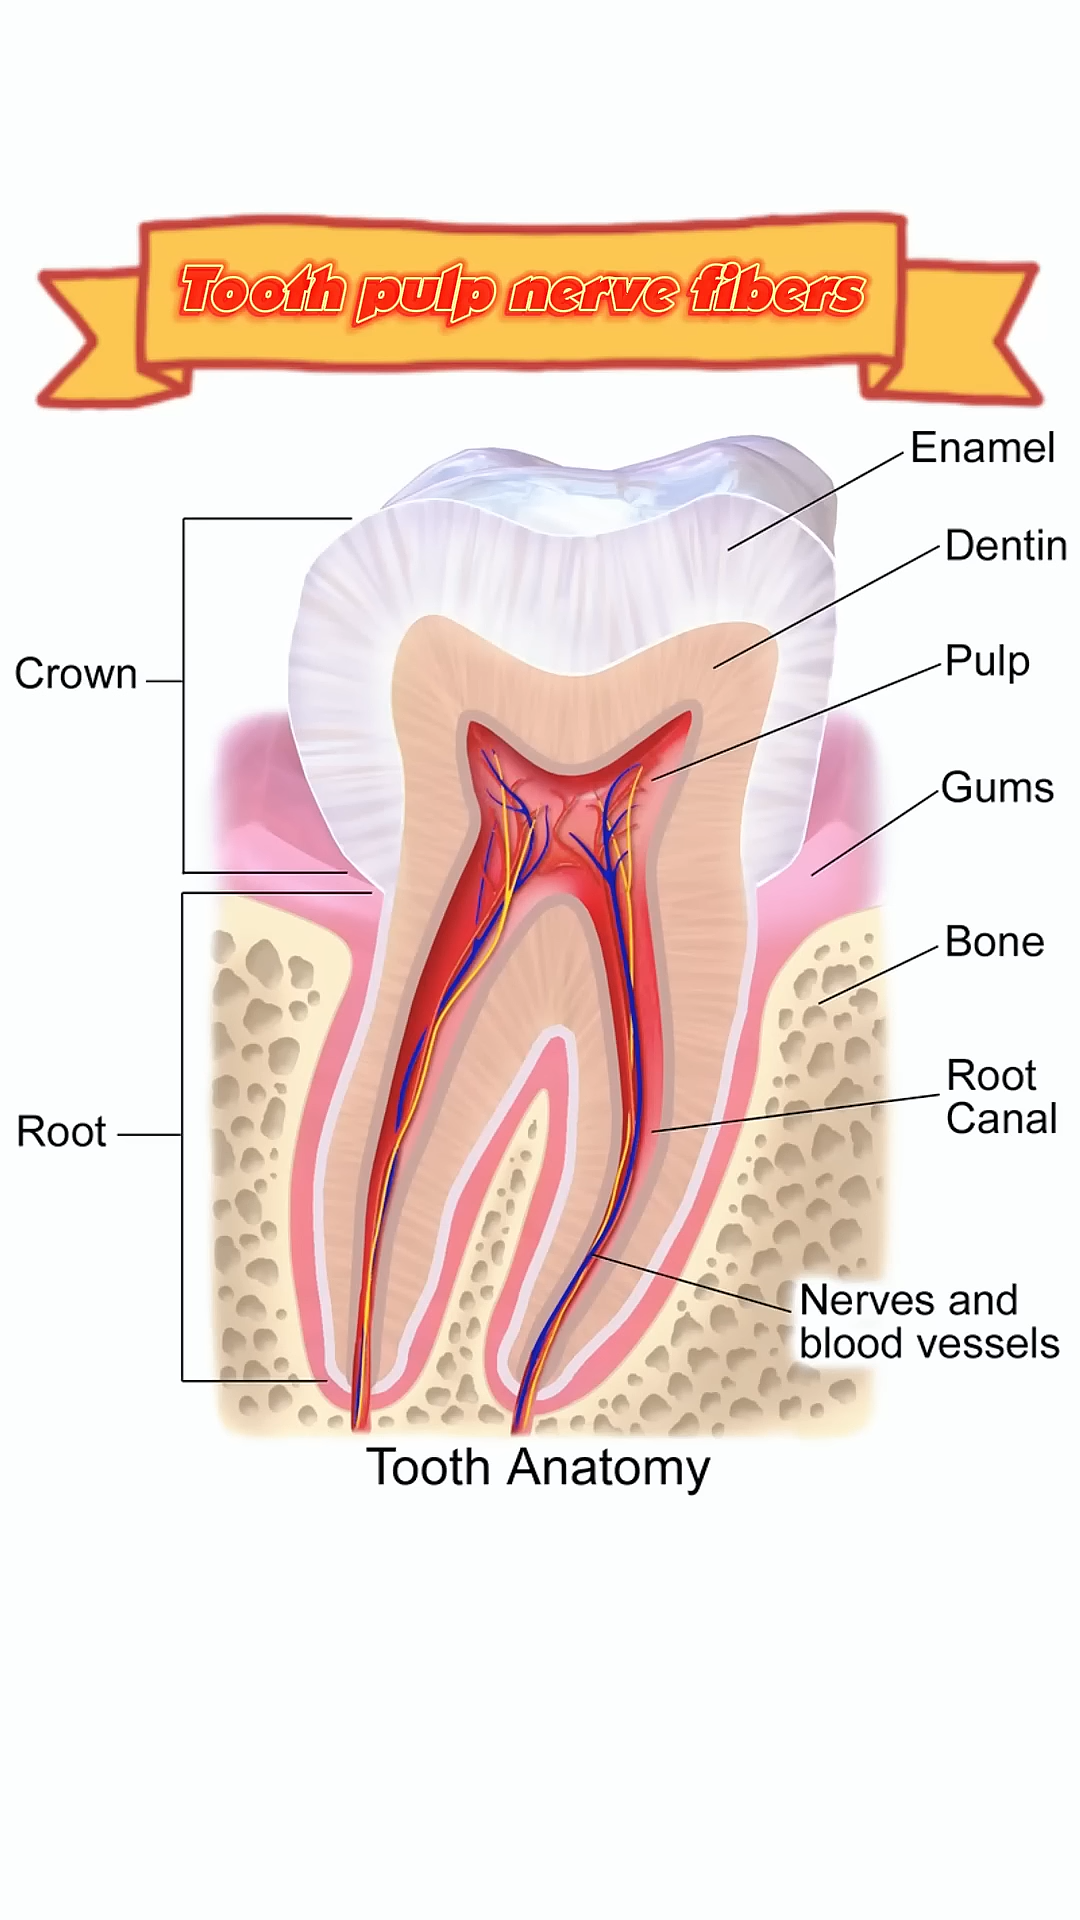 Tooth pulp nerve fibers
Enamel
Dentin
Crown
Pulp
Gums
Bone
Root
Canal
Root
Nerves and
blood vessels
Tooth Anatomy